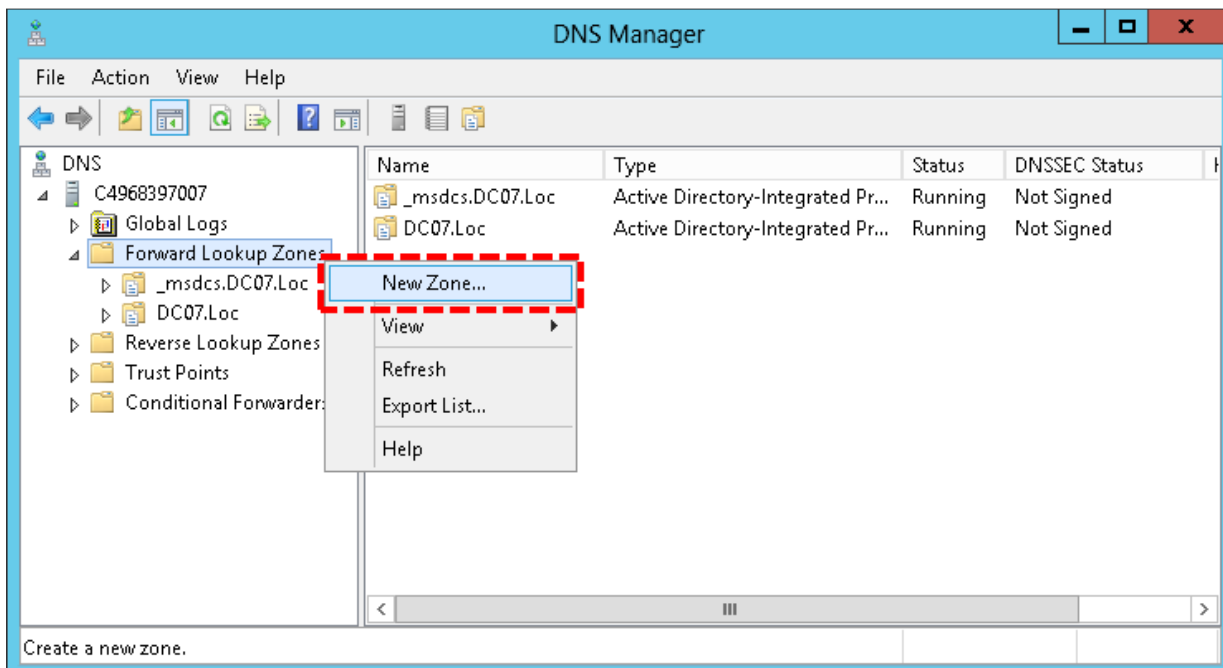 DNS Manager
File Action View Help
DNS
C4968397007
Global Logs
Forward Lookup Zones
_msdcs.DC07.Loc
DC07.Loc
Reverse Lookup Zones
Trust Points
Conditional Forwarder
Name Type Status DNSSEC Status
_msdcs.DC07.Loc Active Directory-Integrated Pr... Running Not Signed
DC07.Loc Active Directory-Integrated Pr... Running Not Signed
New Zone...
View
Refresh
Export List...
Help
Create a new zone.